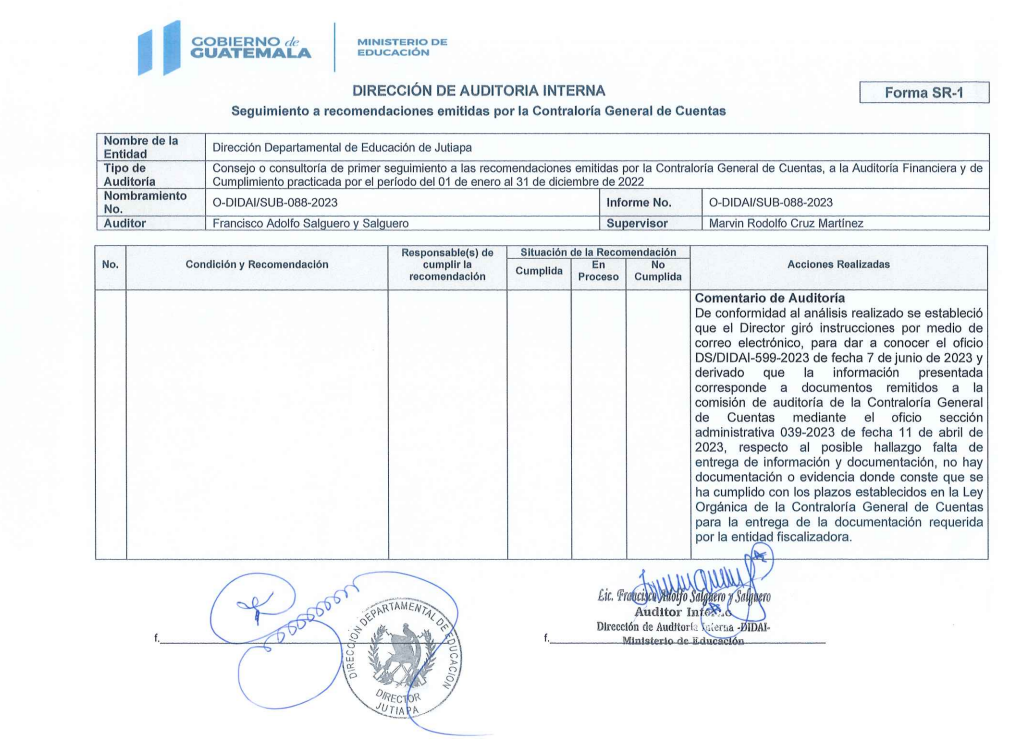 GOBIERNO de
GUATEMALA
MINISTERIO DE
EDUCACIÓN
DIRECCIÓN DE AUDITORIA INTERNA
Forma SR-1
Seguimiento a recomendaciones emitidas por la Contraloría General de Cuentas
Nombre de la
Entidad
Dirección Departamental de Educación de Jutiapa
Tipo de
Auditoría
Consejo o consultoría de primer seguimiento a las recomendaciones emitidas por la Contraloría General de Cuentas, a la Auditoría Financiera y de
Cumplimiento practicada por el período del 01 de enero al 31 de diciembre de 2022
Nombramiento
No.
O-DIDAI/SUB-088-2023
Informe No.
O-DIDAI/SUB-088-2023
Auditor
Francisco Adolfo Salguero y Salguero
Supervisor
Marvin Rodolfo Cruz Martínez
No.
Condición y Recomendación
Responsable(s) de
cumplir la
recomendación
Situación de la Recomendación
Cumplida
En
Proceso
No
Cumplida
Acciones Realizadas
Comentario de Auditoría
De conformidad al análisis realizado se estableció
que el Director giró instrucciones por medio de
correo electrónico, para dar a conocer el oficio
DS/DIDAI-599-2023 de fecha 7 de junio de 2023 y
derivado que la información presentada
corresponde a documentos remitidos a la
comisión de auditoría de la Contraloría General
de Cuentas mediante el oficio sección
administrativa 039-2023 de fecha 11 de abril de
2023, respecto al posible hallazgo falta de
entrega de información y documentación, no hay
documentación o evidencia donde conste que se
ha cumplido con los plazos establecidos en la Ley
Orgánica de la Contraloría General de Cuentas
para la entrega de la documentación requerida
por la entidad fiscalizadora.
f.
DIRECCION DEPARTAMENTAL DE EDUCACION
DIRECTOR
JUTIAPA
Lic. Francisco Adolfo Salguero y Salguero
Auditor Interno
Dirección de Auditoría Interna -DIDAI-
Ministerio de Educación
f.